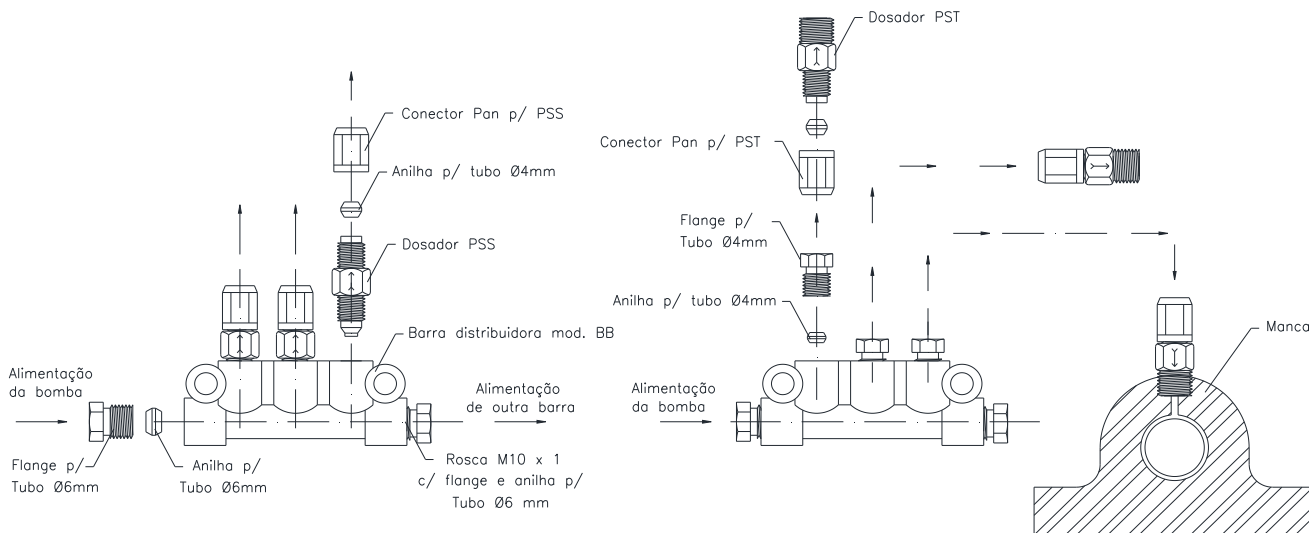 Conector Pan p/ PSS
Anilha p/ tubo Ø4mm
Dosador PSS
Barra distribuidora mod. BB
Alimentação
da bomba
Flange p/
Tubo Ø6mm
Anilha p/
Tubo Ø6mm
Alimentação
de outra barra
Rosca M10 x 1
c/ flange e anilha p/
Tubo Ø6 mm
Dosador PST
Conector Pan p/ PST
Flange p/
Tubo Ø4mm
Anilha p/ tubo Ø4mm
Alimentação
da bomba
Manca